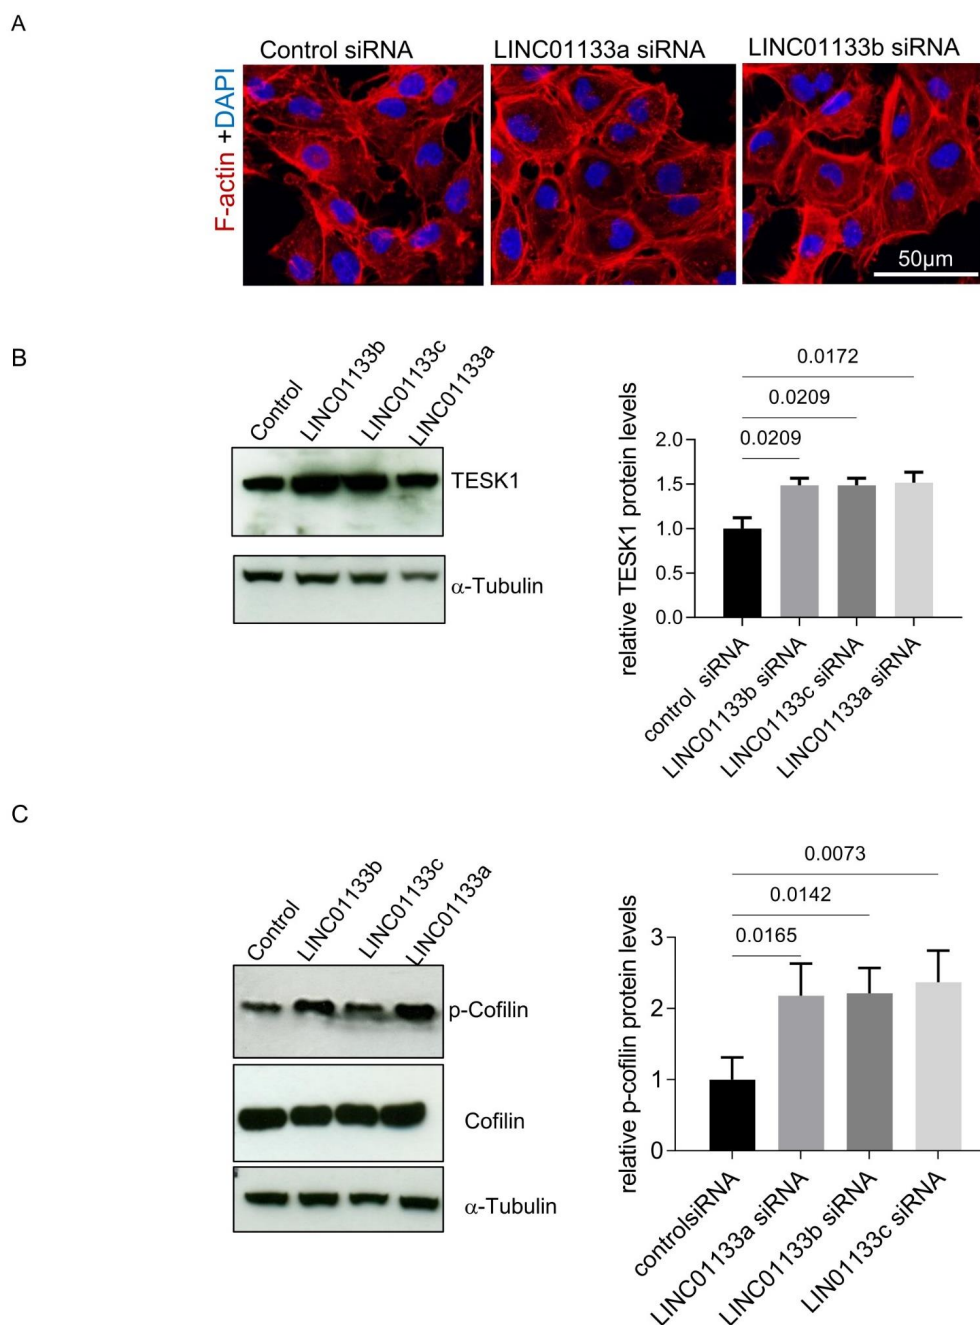 A
Control siRNA
LINC01133a siRNA
LINC01133b siRNA
F-actin +DAPI
50µm
B
Control
LINC01133b
LINC01133c
LINC01133a
TESK1
α-Tubulin
0.0172
0.0209
0.0209
relative TESK1 protein levels
2.0
1.5
1.0
0.5
0.0
control siRNA
LINC01133b siRNA
LINC01133c siRNA
LINC01133a siRNA
C
Control
LINC01133b
LINC01133c
LINC01133a
p-Cofilin
Cofilin
α-Tubulin
0.0073
0.0142
0.0165
relative p-cofilin protein levels
3
2
1
0
controlsiRNA
LINC01133a siRNA
LINC01133b siRNA
LIN01133c siRNA